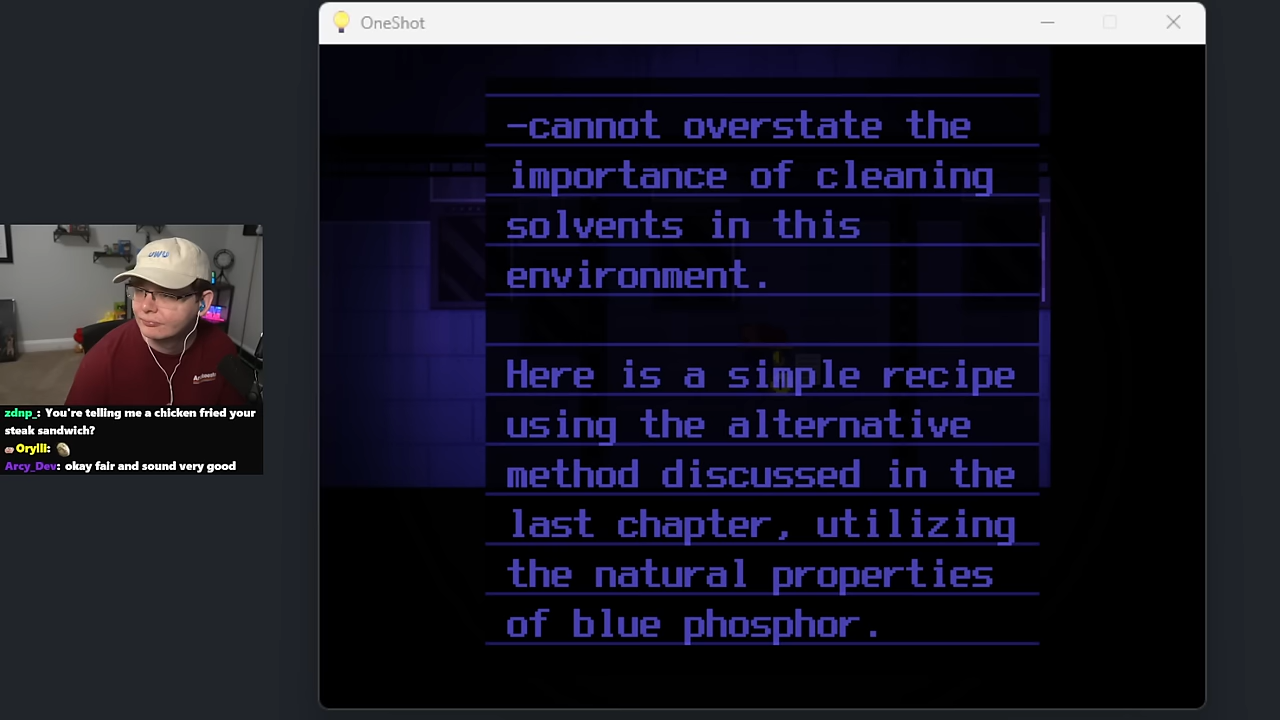 OneShot
-cannot overstate the
importance of cleaning
solvents in this
environment.
Here is a simple recipe
using the alternative
method discussed in the
last chapter, utilizing
the natural properties
of blue phosphor.
UWU
zdnp_: You're telling me a chicken fried your
steak sandwich?
Orylli:
Arcy_Dev: okay fair and sound very good